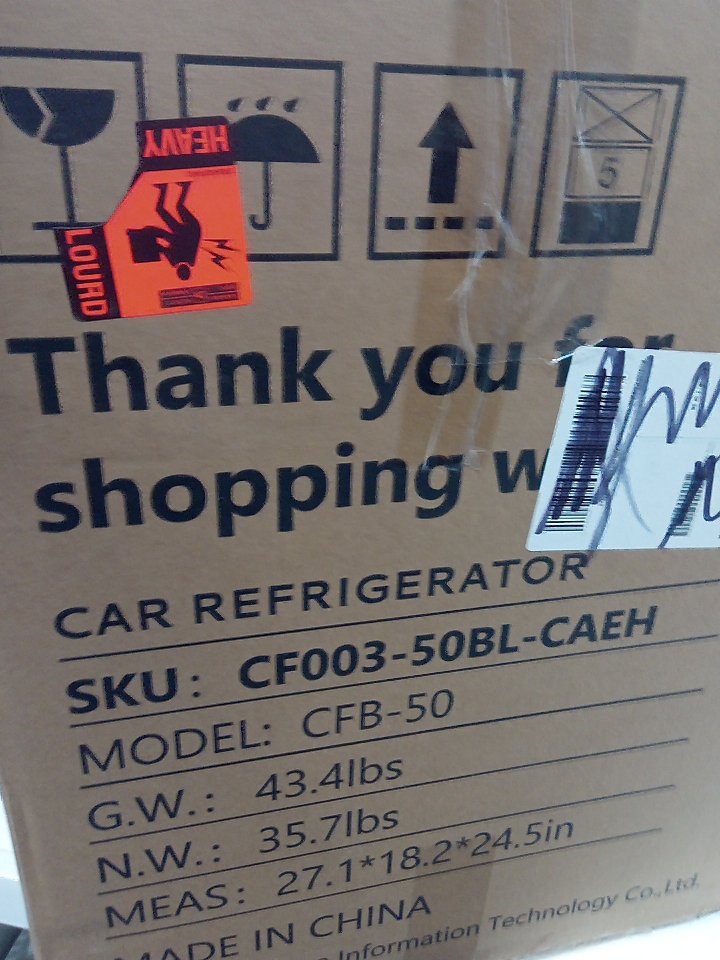 HEAVY
LOURD
5
Thank you for
shopping
CAR REFRIGERATOR
SKU: CF003-50BL-CAEH
MODEL: CFB-50
G.W.: 43.4lbs
N.W.: 35.7lbs
MEAS: 27.1*18.2*24.5in
MADE IN CHINA
Information Technology Co.,Ltd.